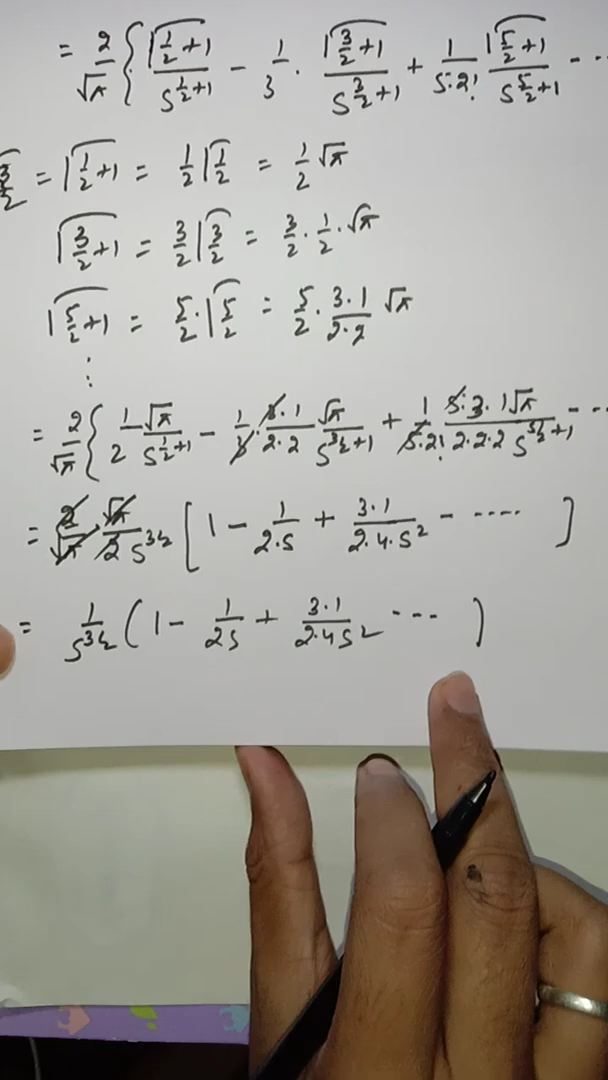 = 2/√π { Γ(1/2+1)/S^(1/2+1) − 1/3 · Γ(3/2+1)/S^(3/2+1) + 1/5·2! Γ(5/2+1)/S^(5/2+1) − ···
Γ3/2 = Γ(1/2+1) = 1/2 Γ1/2 = 1/2 √π
Γ(3/2+1) = 3/2 Γ3/2 = 3/2 · 1/2 · √π
Γ(5/2+1) = 5/2 · Γ5/2 = 5/2 · 3·1/2·2 √π
⋮
= 2/√π { 1/2 √π/S^(1/2+1) − 1/3 · 3·1/2·2 √π/S^(3/2+1) + 1/5·2! 5·3·1√π/2·2·2 S^(5/2+1) − ···
= 2/√π · √π/2 S^(3/2) [ 1 − 1/2·S + 3·1/2·4·S² − ····· ]
= 1/S^(3/2) ( 1 − 1/2S + 3·1/2·4S² ··· )